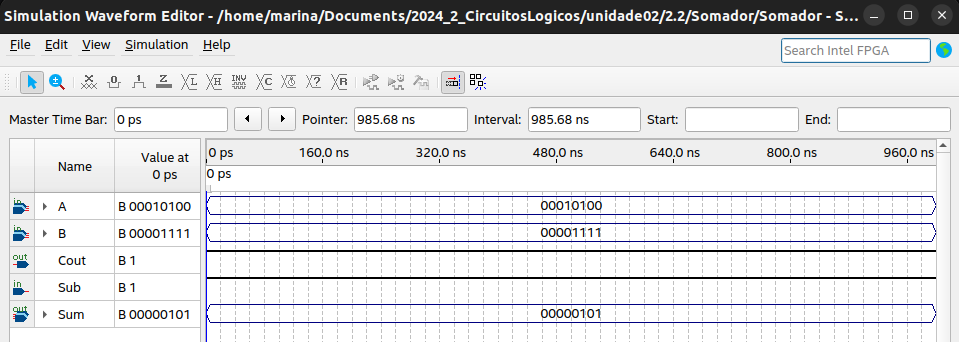 Simulation Waveform Editor - /home/marina/Documents/2024_2_CircuitosLogicos/unidade02/2.2/Somador/Somador - S...
File Edit View Simulation Help
Search Intel FPGA
Master Time Bar: 0 ps Pointer: 985.68 ns Interval: 985.68 ns Start: End:
Name Value at 0 ps 0 ps 160.0 ns 320.0 ns 480.0 ns 640.0 ns 800.0 ns 960.0 ns
0 ps
in A B 00010100 00010100
in B B 00001111 00001111
out Cout B 1
in Sub B 1
out Sum B 00000101 00000101